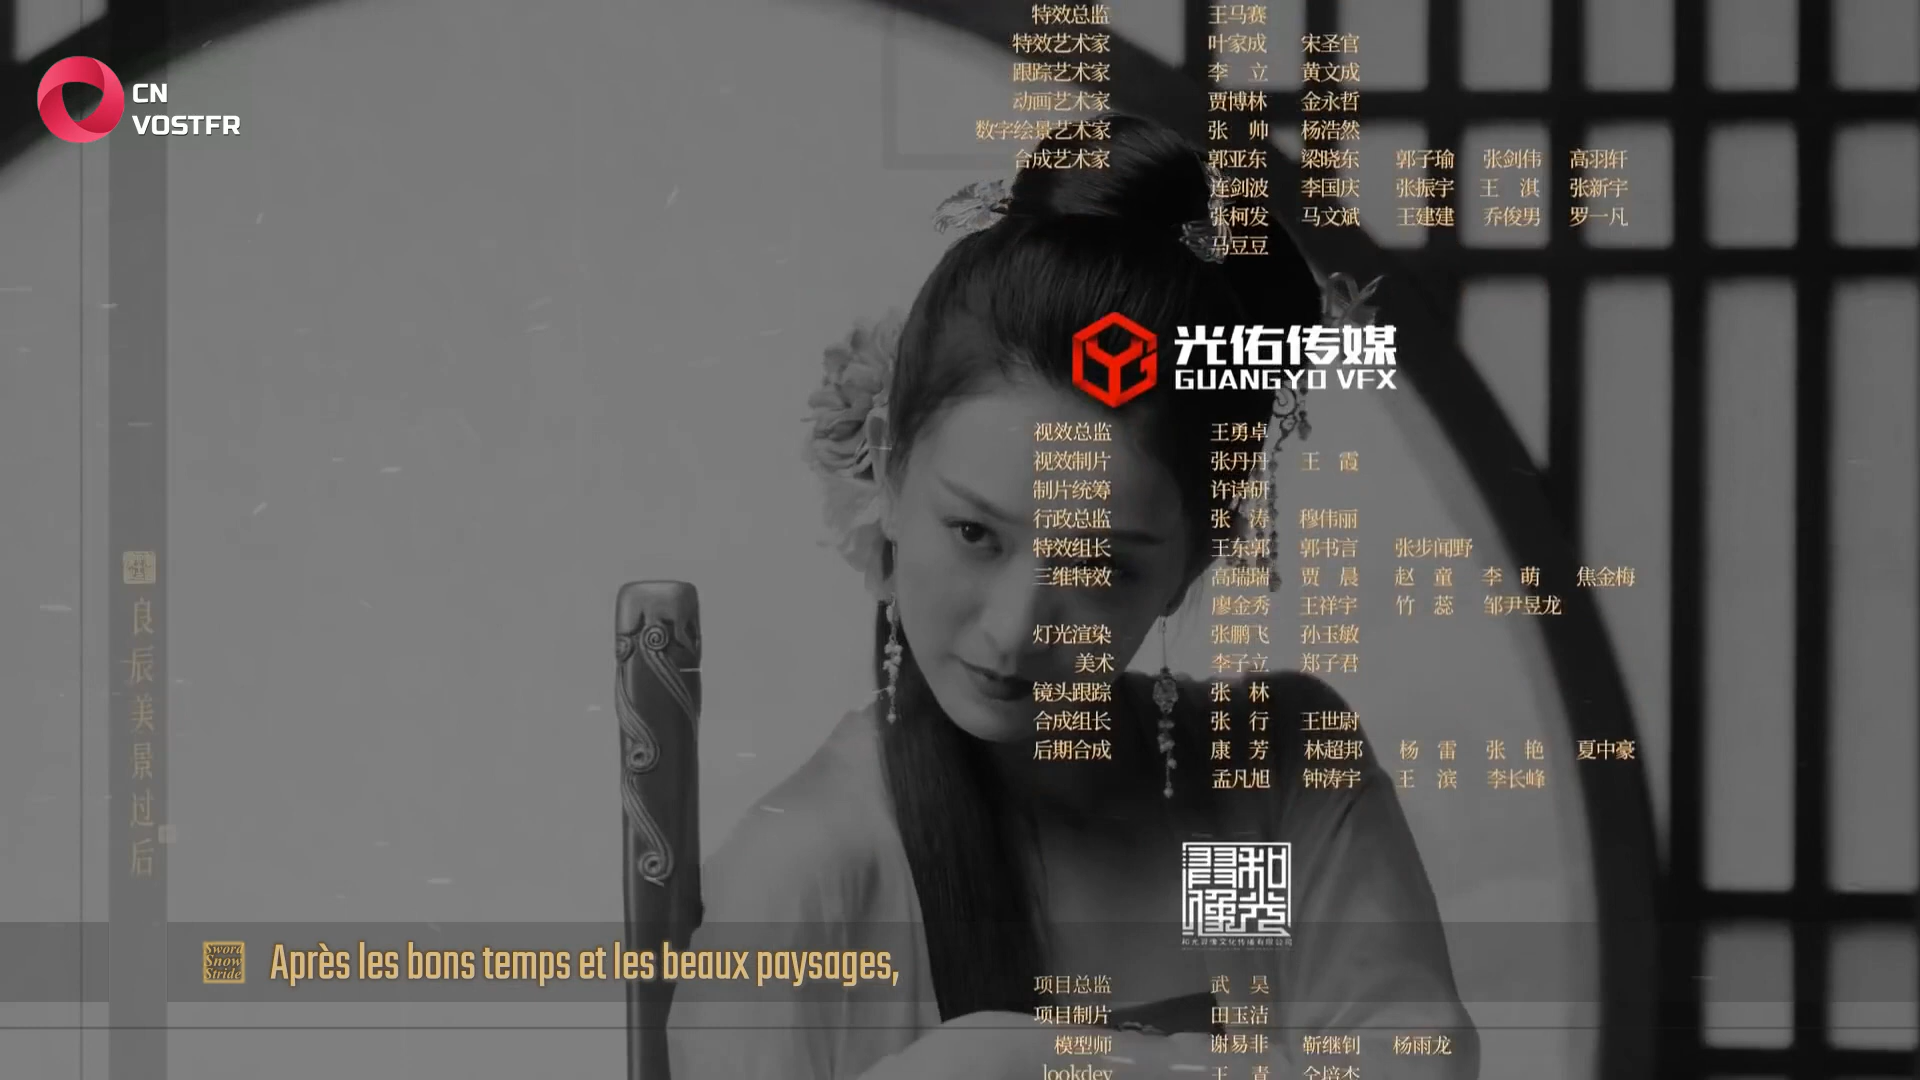 CN
VOSTFR
特效总监 王马赛
特效艺术家 叶家成 宋圣官
跟踪艺术家 李 立 黄文成
动画艺术家 贾博林 金永哲
数字绘景艺术家 张 帅 杨浩然
合成艺术家 郭亚东 梁晓东 郭子瑜 张剑伟 高羽轩
连剑波 李国庆 张振宇 王 淇 张新宇
张柯发 马文斌 王建建 乔俊男 罗一凡
马豆豆
光佑传媒
GUANGYO VFX
视效总监 王勇卓
视效制片 张丹丹 王 霞
制片统筹 许诗研
行政总监 张 涛 穆伟丽
特效组长 王东郭 郭书言 张步闻野
三维特效 高瑞瑞 贾 晨 赵 童 李 萌 焦金梅
廖金秀 王祥宇 竹 蕊 邹尹昱龙
灯光渲染 张鹏飞 孙玉敏
美术 李子立 郑子君
镜头跟踪 张 林
合成组长 张 行 王世尉
后期合成 康 芳 林超邦 杨 雷 张 艳 夏中豪
孟凡旭 钟涛宇 王 滨 李长峰
项目总监 武 昊
项目制片 田玉洁
模型师 谢易非 靳继钊 杨雨龙
lookdev 王 青 仝培杰
良辰美景过后
Sword
Snow
Stride
Après les bons temps et les beaux paysages,